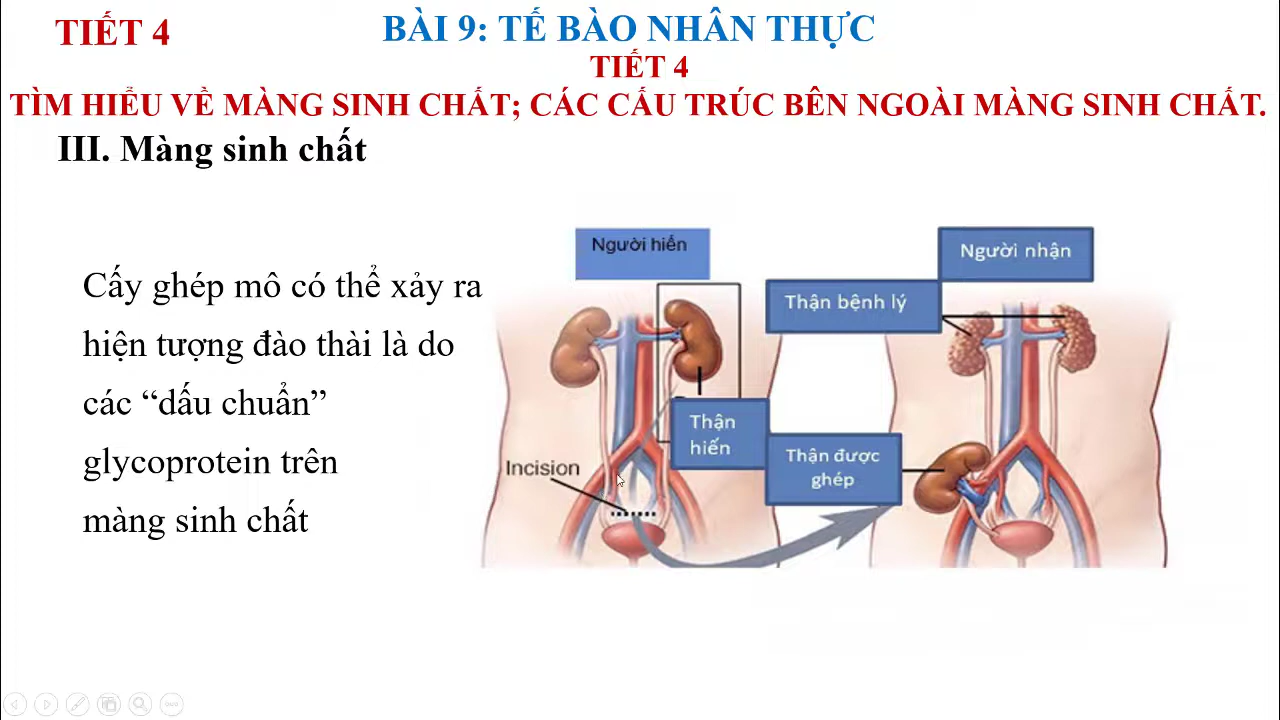 TIẾT 4
BÀI 9: TẾ BÀO NHÂN THỰC
TIẾT 4
TÌM HIỂU VỀ MÀNG SINH CHẤT; CÁC CẤU TRÚC BÊN NGOÀI MÀNG SINH CHẤT.
III. Màng sinh chất
Cấy ghép mô có thể xảy ra
hiện tượng đào thài là do
các “dấu chuẩn”
glycoprotein trên
màng sinh chất
Người hiến
Người nhận
Thận bệnh lý
Thận
hiến
Incision
Thận được
ghép